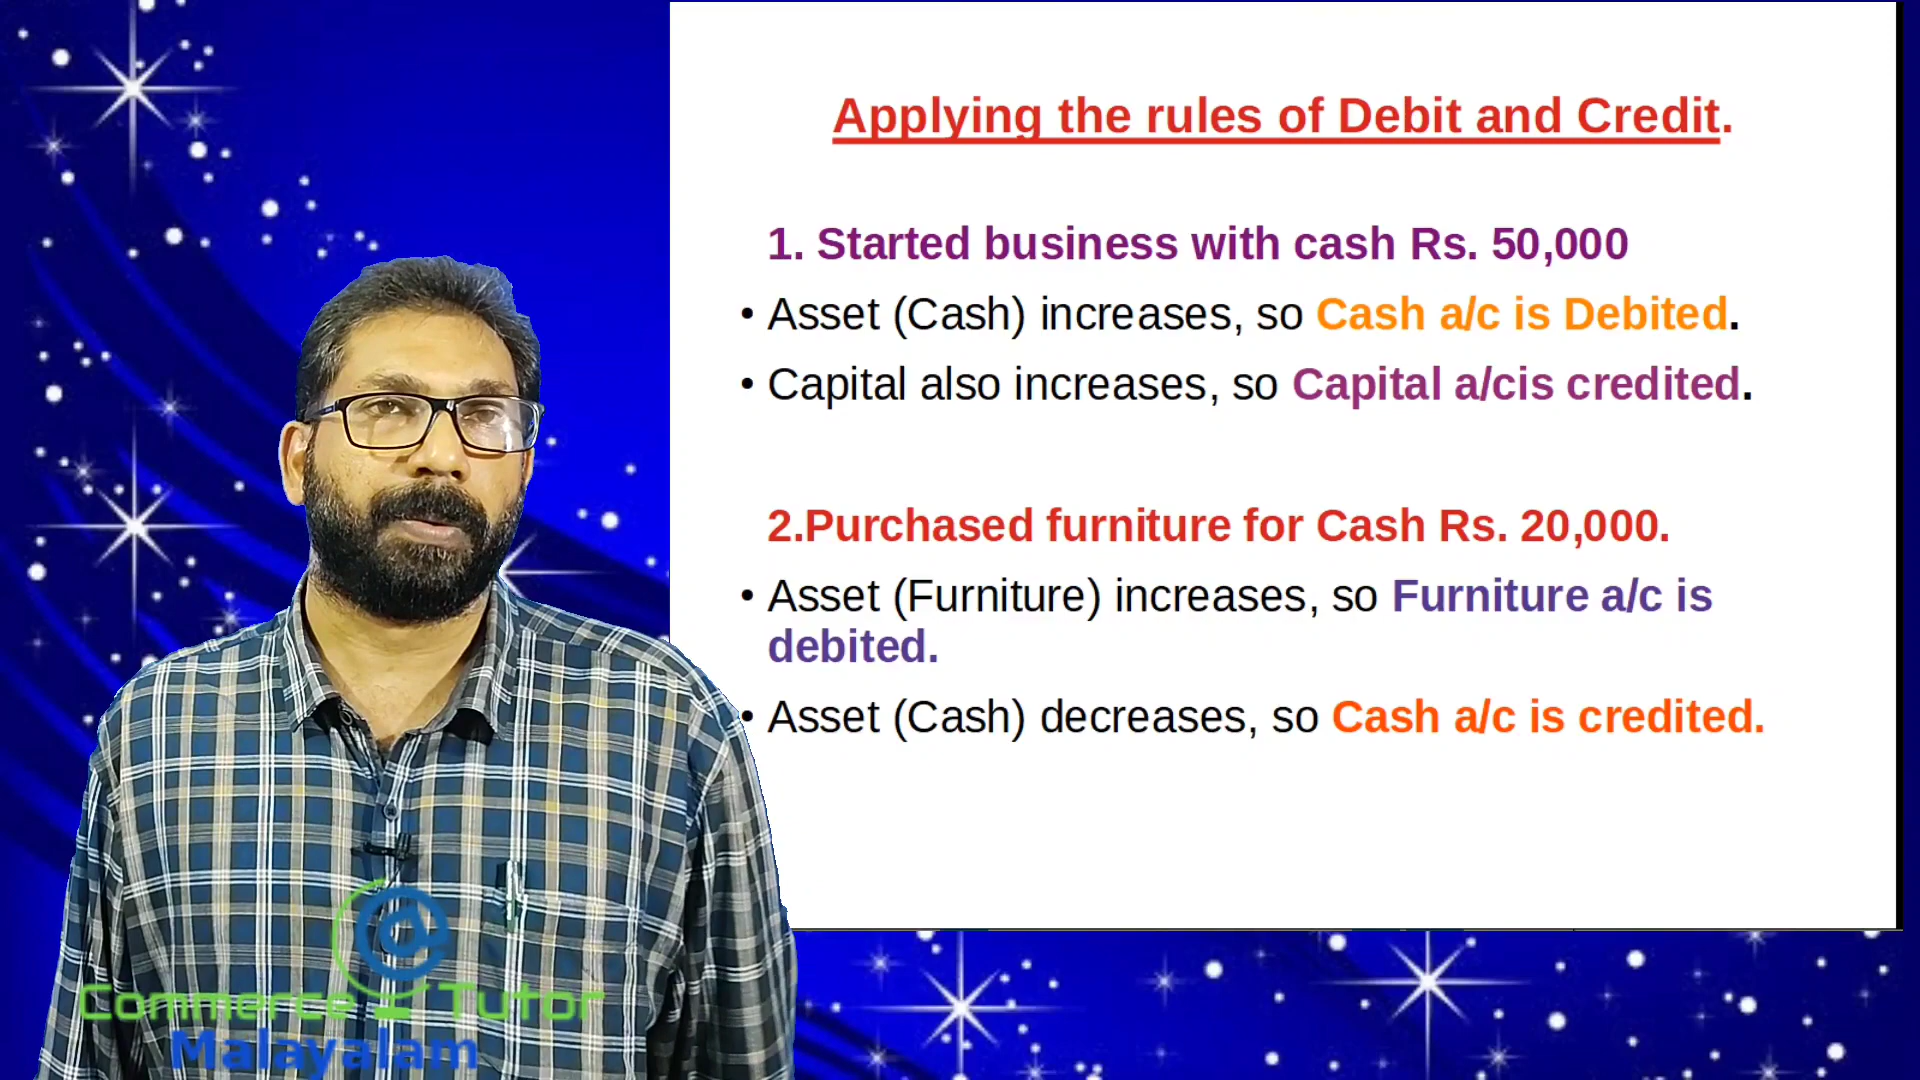 Applying the rules of Debit and Credit.
1. Started business with cash Rs. 50,000
• Asset (Cash) increases, so Cash a/c is Debited.
• Capital also increases, so Capital a/cis credited.
2.Purchased furniture for Cash Rs. 20,000.
• Asset (Furniture) increases, so Furniture a/c is
debited.
• Asset (Cash) decreases, so Cash a/c is credited.
Commerce Tutor
Malayalam